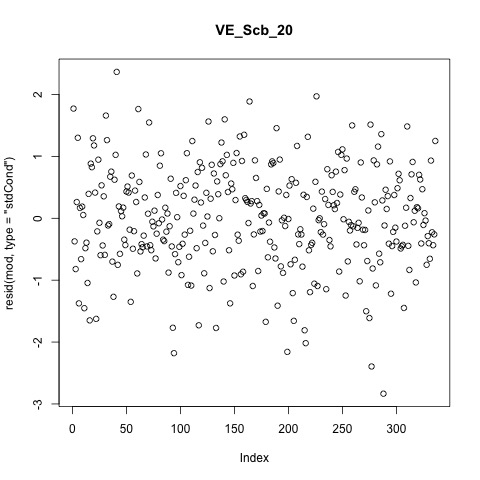 VE_Scb_20
resid(mod, type = "stdCond")
2
1
0
-1
-2
-3
0 50 100 150 200 250 300
Index